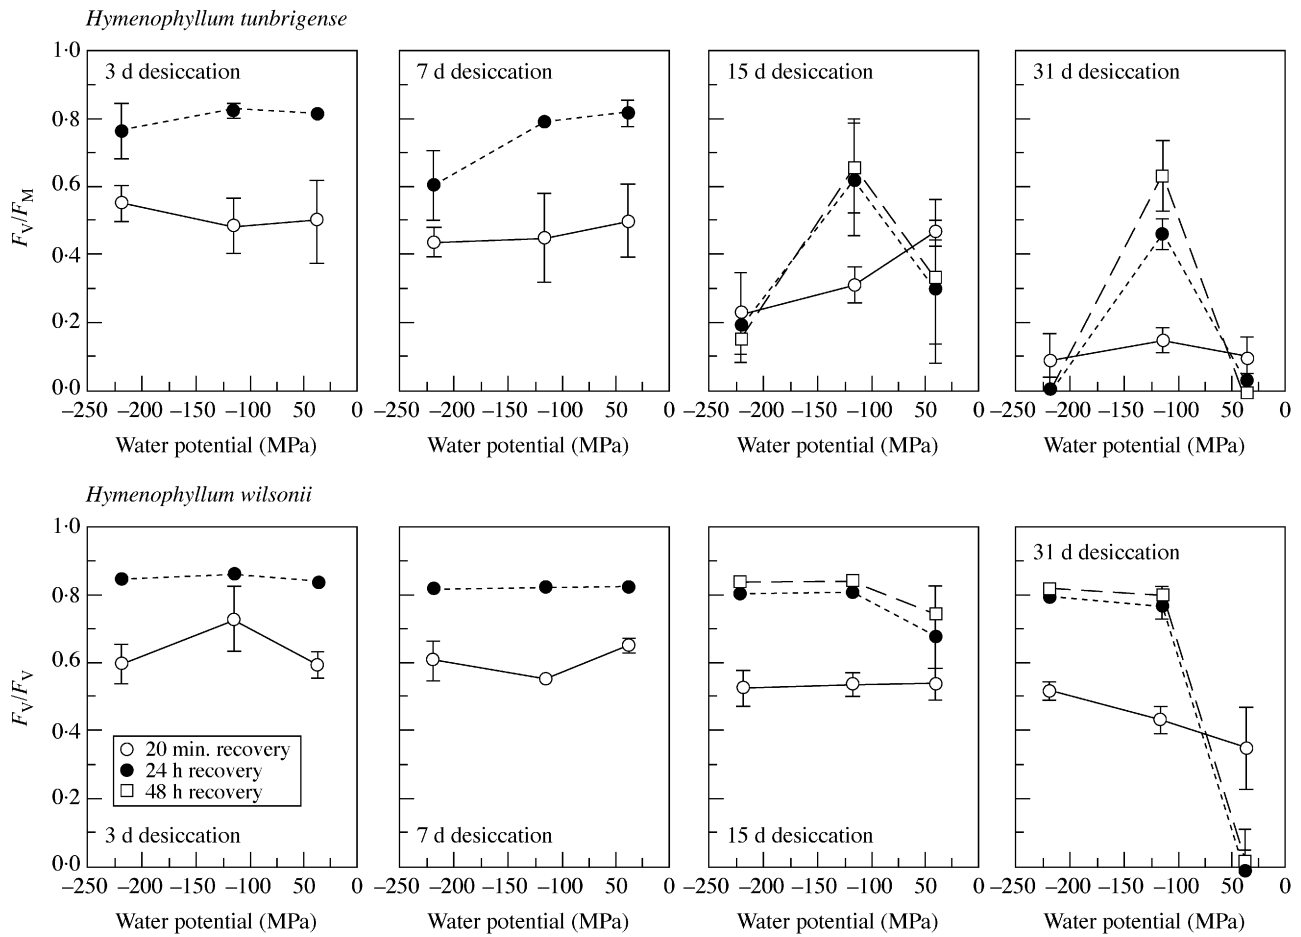 Hymenophyllum tunbrigense
3 d desiccation
7 d desiccation
15 d desiccation
31 d desiccation
1·0
0·8
0·6
0·4
0·2
0·0
FV/FM
–250 –200 –150 –100 50 0
–250 –200 –150 –100 50 0
–250 –200 –150 –100 50 0
–250 –200 –150 –100 50 0
Water potential (MPa)
Water potential (MPa)
Water potential (MPa)
Water potential (MPa)
Hymenophyllum wilsonii
1·0
0·8
0·6
0·4
0·2
0·0
FV/FV
31 d desiccation
20 min. recovery
24 h recovery
48 h recovery
3 d desiccation
7 d desiccation
15 d desiccation
–250 –200 –150 –100 50 0
–250 –200 –150 –100 50 0
–250 –200 –150 –100 50 0
–250 –200 –150 –100 50 0
Water potential (MPa)
Water potential (MPa)
Water potential (MPa)
Water potential (MPa)